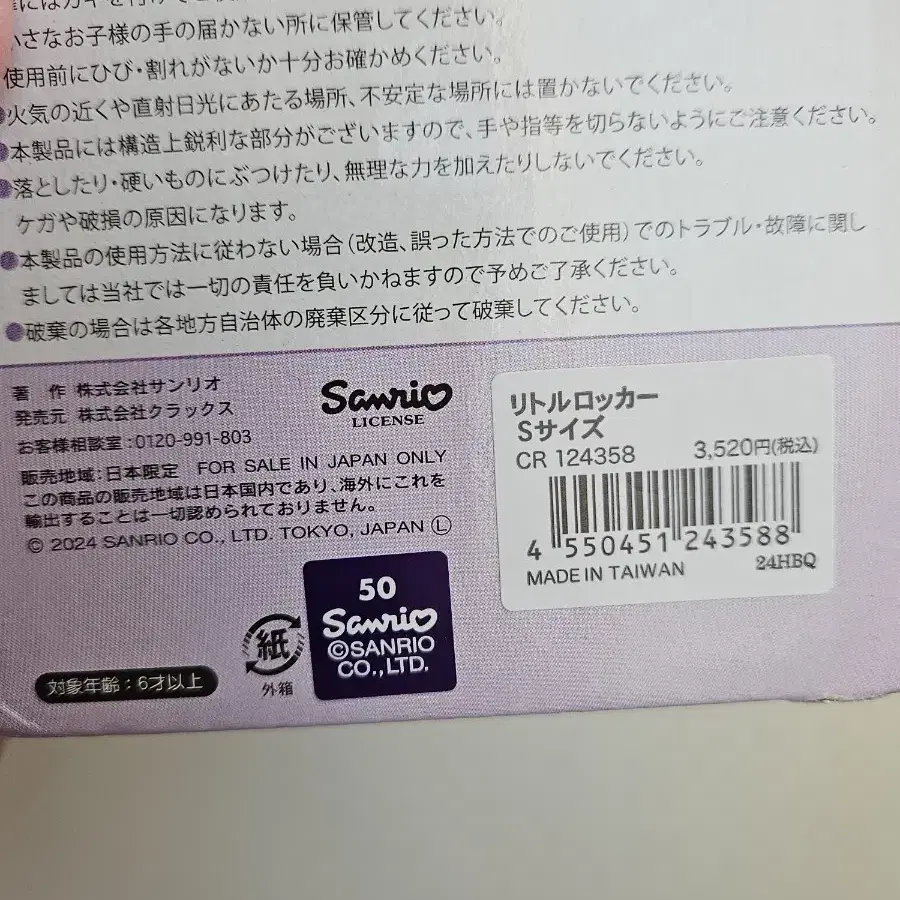 小さなお子様の手の届かない所に保管してください。
使用前にひび・割れがないか十分お確かめください。
●火気の近くや直射日光にあたる場所、不安定な場所には置かないでください。
●本製品には構造上鋭利な部分がございますので、手や指等を切らないようにご注意ください。
●落としたり・硬いものにぶつけたり、無理な力を加えたりしないでください。
ケガや破損の原因になります。
●本製品の使用方法に従わない場合(改造、誤った方法でのご使用)でのトラブル・故障に関し
ましては当社では一切の責任を負いかねますので予めご了承ください。
●破棄の場合は各地方自治体の廃棄区分に従って破棄してください。
著 作 株式会社サンリオ
発売元 株式会社クラックス
お客様相談室:0120-991-803
Sanrio
LICENSE
販売地域:日本限定 FOR SALE IN JAPAN ONLY
この商品の販売地域は日本国内であり、海外にこれを
輸出することは一切認められておりません。
© 2024 SANRIO CO., LTD. TOKYO, JAPAN Ⓛ
リトルロッカー
Sサイズ
CR 124358 3,520円(税込)
4 550451 243588
MADE IN TAIWAN 24HBQ
50
Sanrio
©SANRIO
CO.,LTD.
紙
外箱
対象年齢:6才以上